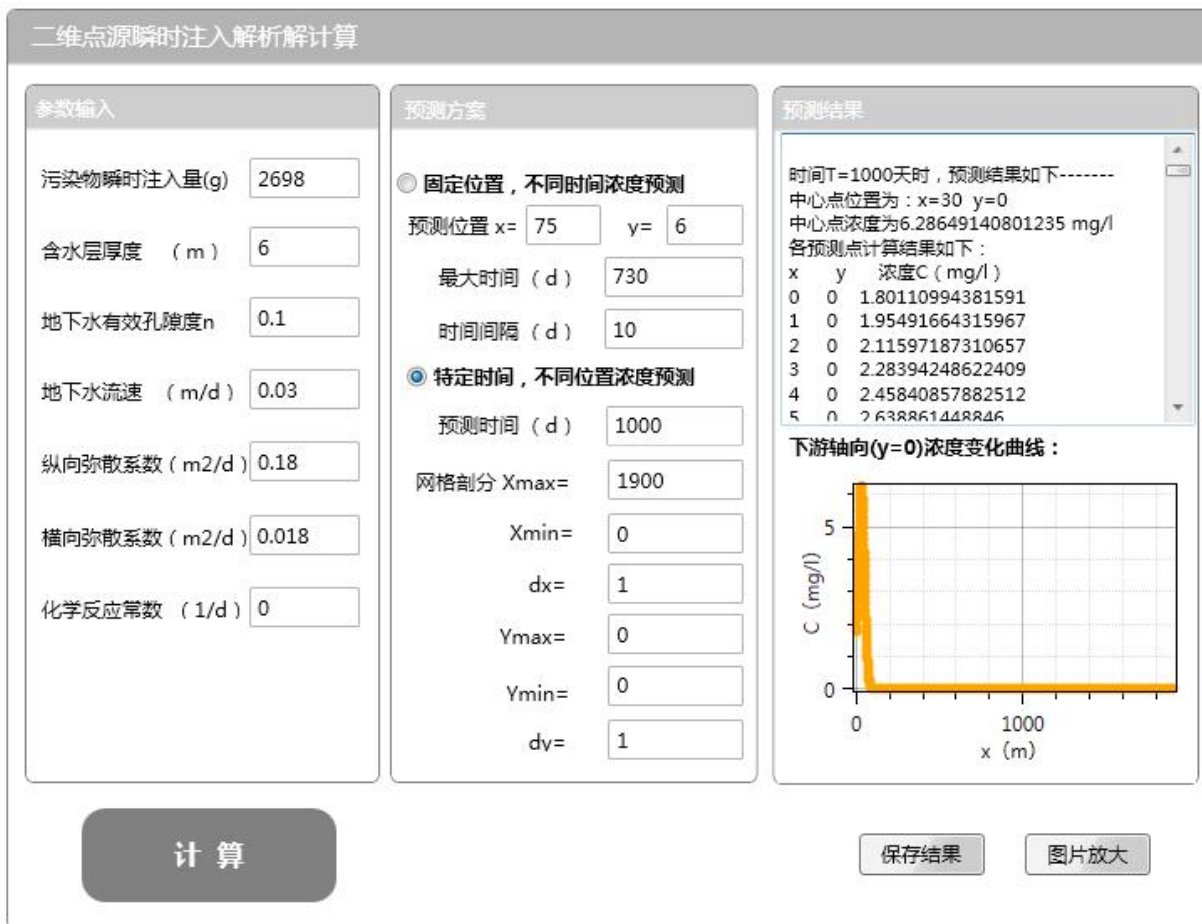 二维点源瞬时注入解析解计算
参数输入
污染物瞬时注入量(g) 2698
含水层厚度 （m） 6
地下水有效孔隙度n 0.1
地下水流速 （m/d） 0.03
纵向弥散系数（m2/d） 0.18
横向弥散系数（m2/d） 0.018
化学反应常数 （1/d） 0
预测方案
固定位置，不同时间浓度预测
预测位置 x= 75 y= 6
最大时间（d） 730
时间间隔（d） 10
特定时间，不同位置浓度预测
预测时间（d） 1000
网格剖分 Xmax= 1900
Xmin= 0
dx= 1
Ymax= 0
Ymin= 0
dy= 1
预测结果
时间T=1000天时，预测结果如下-------
中心点位置为：x=30 y=0
中心点浓度为6.28649140801235 mg/l
各预测点计算结果如下：
x y 浓度C（mg/l）
0 0 1.80110994381591
1 0 1.95491664315967
2 0 2.11597187310657
3 0 2.28394248622409
4 0 2.45840857882512
5 0 2.638861448846
下游轴向(y=0)浓度变化曲线：
C (mg/l)
5
0
0 1000
x (m)
计 算
保存结果 图片放大